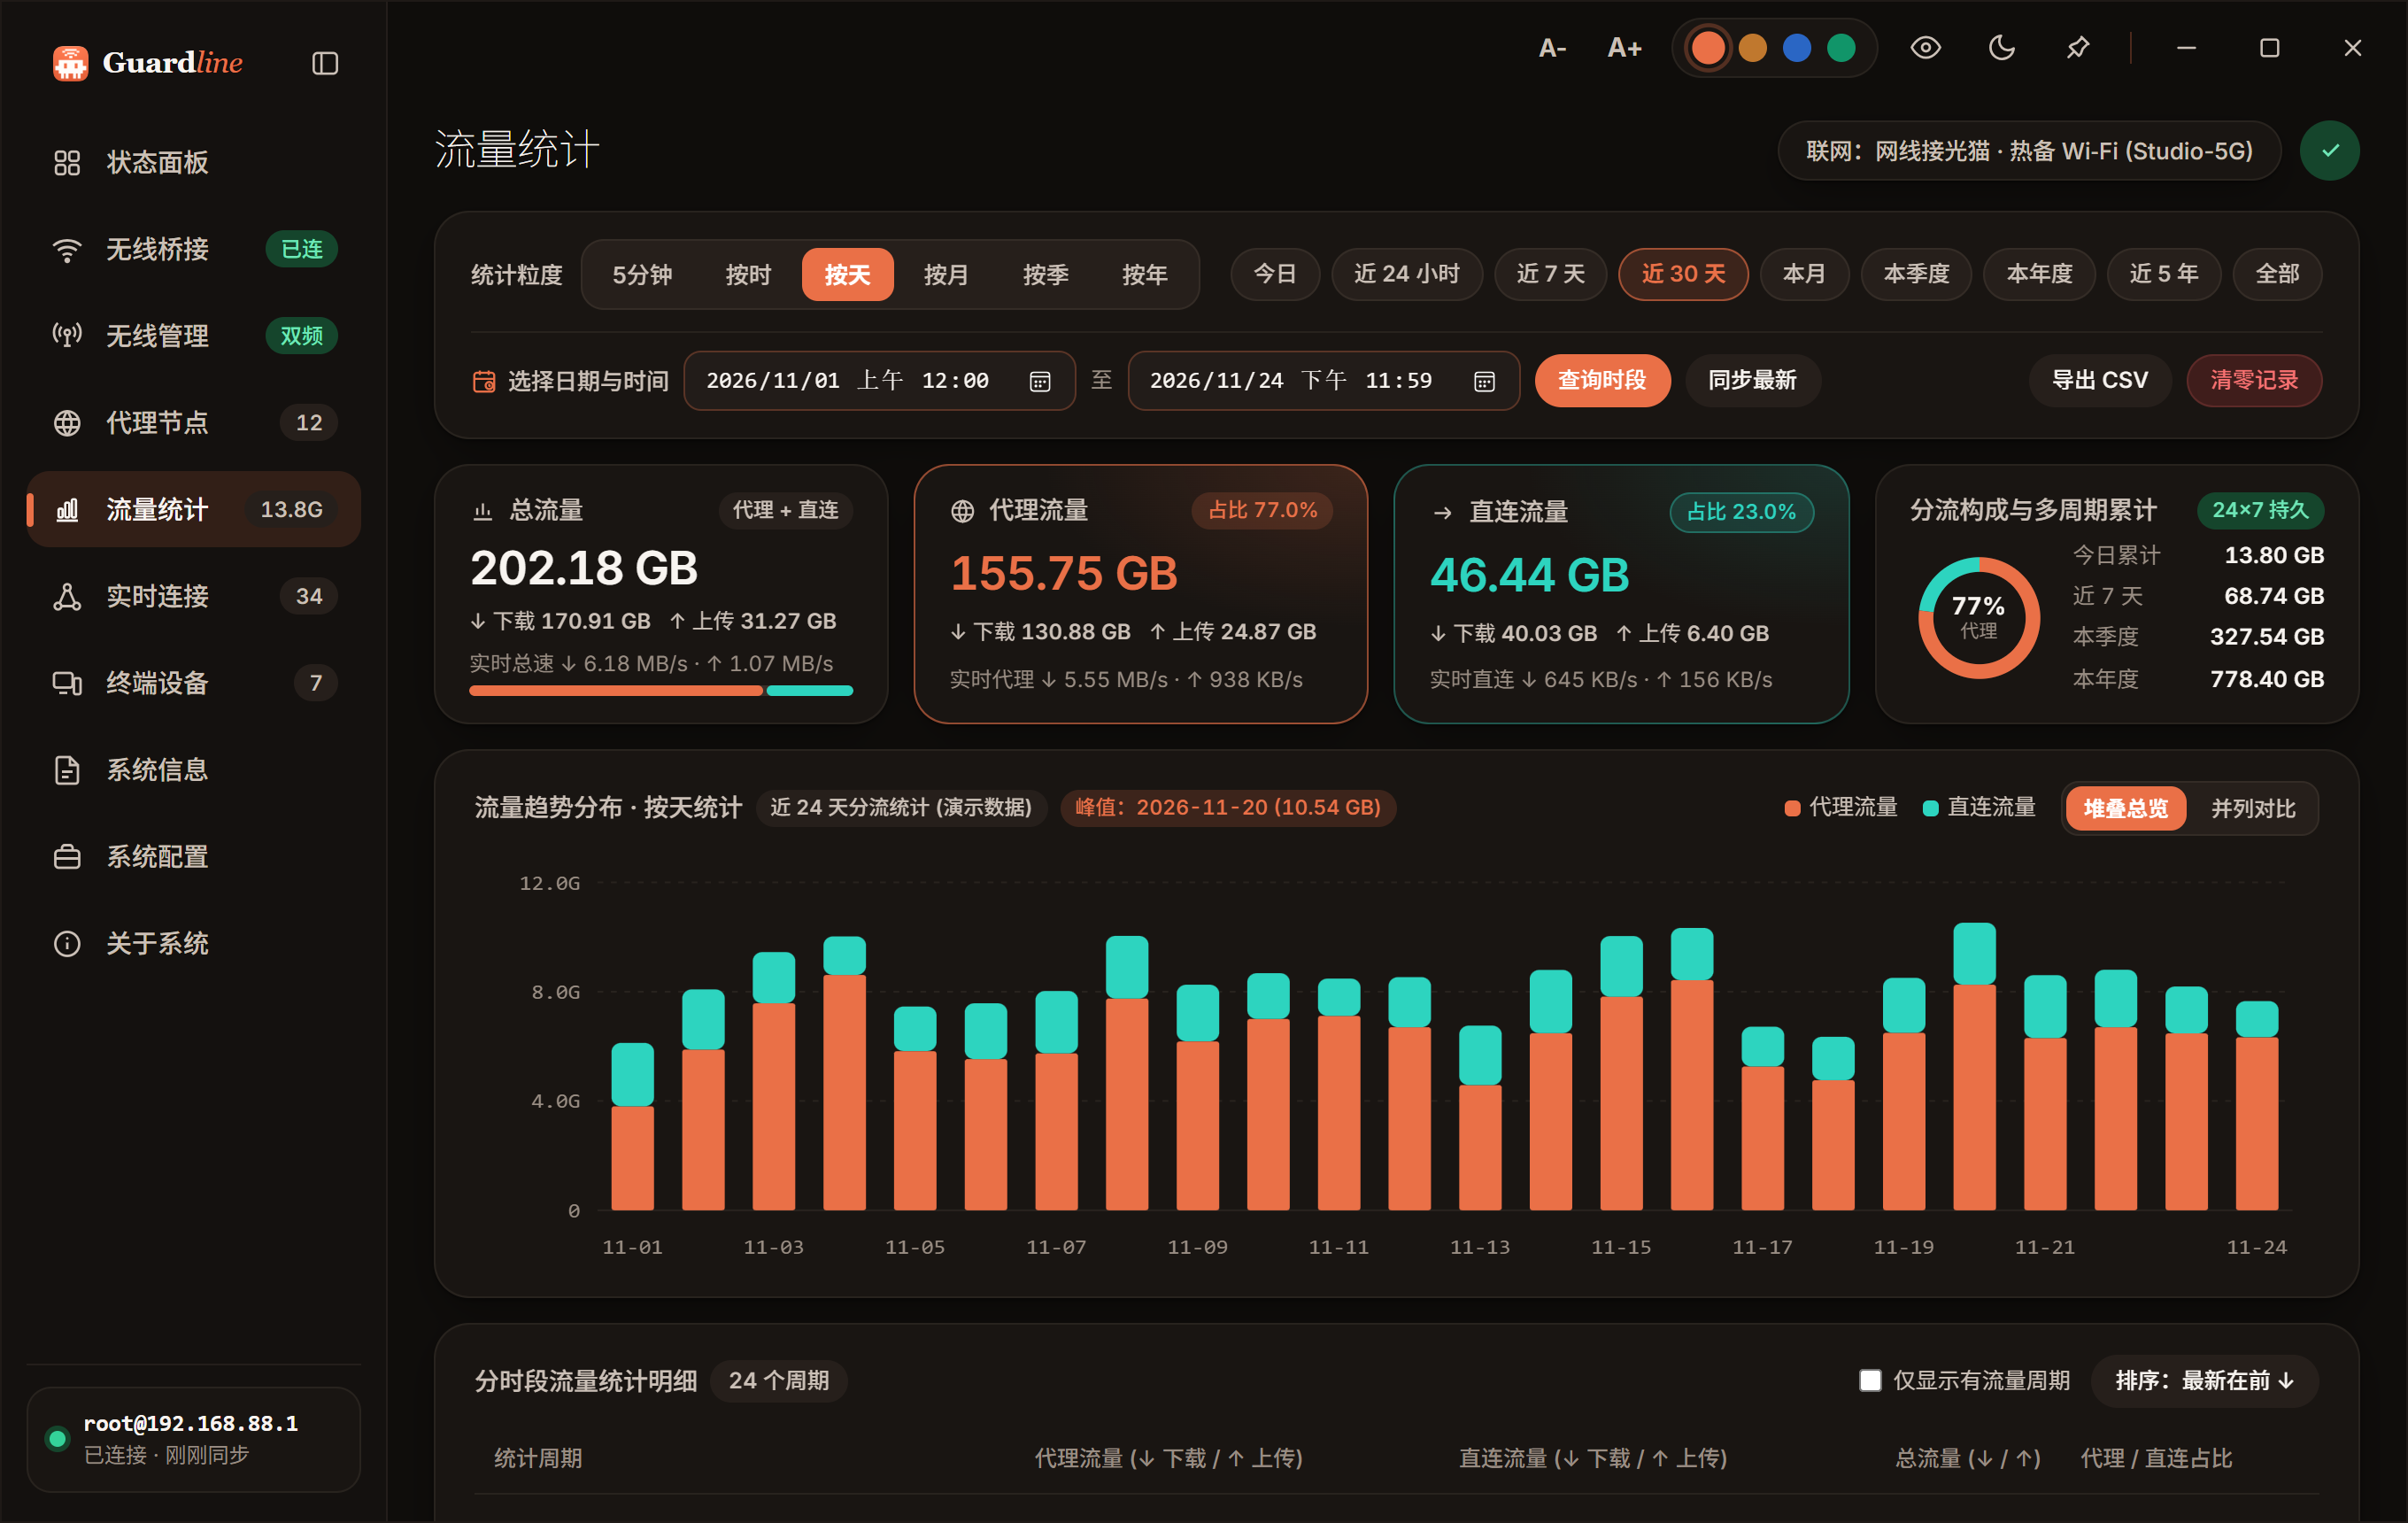 Guardline
A- A+
状态面板
无线桥接 已连
无线管理 双频
代理节点 12
流量统计 13.8G
实时连接 34
终端设备 7
系统信息
系统配置
关于系统
root@192.168.88.1
已连接 · 刚刚同步
流量统计
联网：网线接光猫 · 热备 Wi-Fi (Studio-5G)
统计粒度 5分钟 按时 按天 按月 按季 按年 今日 近 24 小时 近 7 天 近 30 天 本月 本季度 本年度 近 5 年 全部
选择日期与时间 2026/11/01 上午 12:00 至 2026/11/24 下午 11:59 查询时段 同步最新 导出 CSV 清零记录
总流量 代理 + 直连
202.18 GB
↓ 下载 170.91 GB ↑ 上传 31.27 GB
实时总速 ↓ 6.18 MB/s · ↑ 1.07 MB/s
代理流量 占比 77.0%
155.75 GB
↓ 下载 130.88 GB ↑ 上传 24.87 GB
实时代理 ↓ 5.55 MB/s · ↑ 938 KB/s
→ 直连流量 占比 23.0%
46.44 GB
↓ 下载 40.03 GB ↑ 上传 6.40 GB
实时直连 ↓ 645 KB/s · ↑ 156 KB/s
分流构成与多周期累计 24×7 持久
77%
代理
今日累计 13.80 GB
近 7 天 68.74 GB
本季度 327.54 GB
本年度 778.40 GB
流量趋势分布 · 按天统计 近 24 天分流统计 (演示数据) 峰值：2026-11-20 (10.54 GB) 代理流量 直连流量 堆叠总览 并列对比
12.0G
8.0G
4.0G
0
11-01 11-03 11-05 11-07 11-09 11-11 11-13 11-15 11-17 11-19 11-21 11-24
分时段流量统计明细 24 个周期 仅显示有流量周期 排序：最新在前 ↓
统计周期 代理流量 (↓ 下载 / ↑ 上传) 直连流量 (↓ 下载 / ↑ 上传) 总流量 (↓ / ↑) 代理 / 直连占比